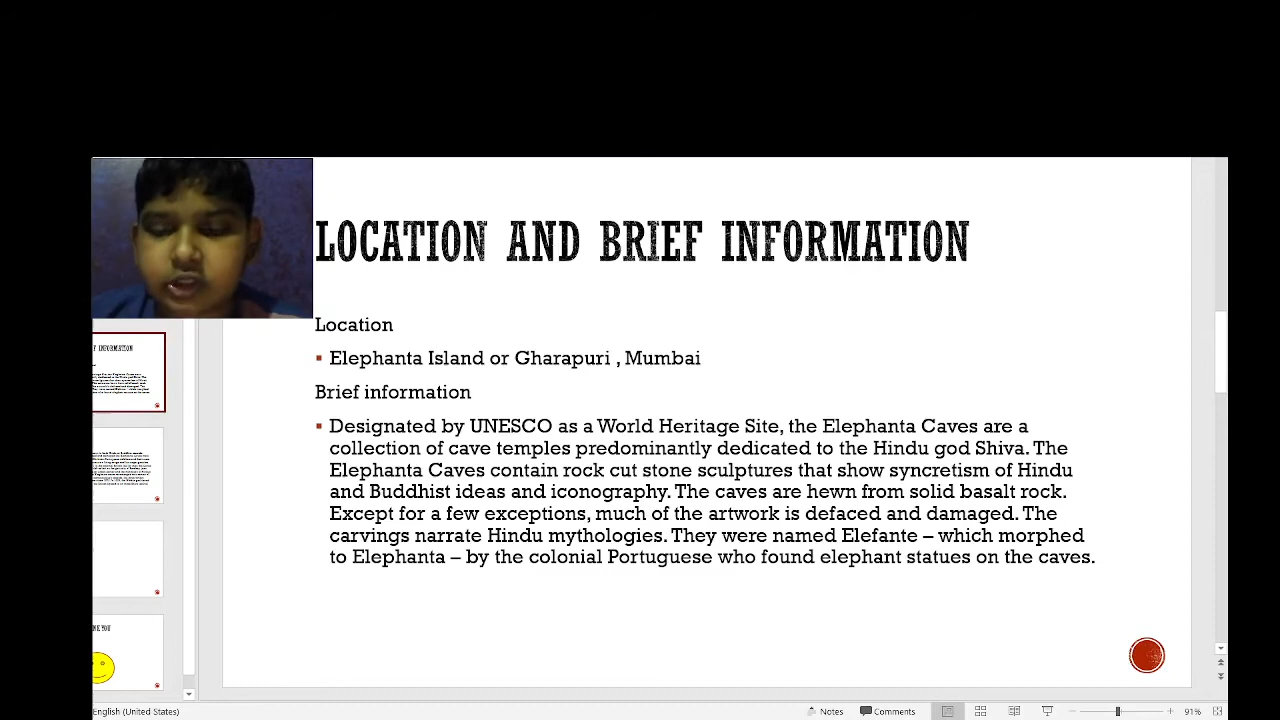 LOCATION AND BRIEF INFORMATION
Location
Elephanta Island or Gharapuri , Mumbai
Brief information
Designated by UNESCO as a World Heritage Site, the Elephanta Caves are a
collection of cave temples predominantly dedicated to the Hindu god Shiva. The
Elephanta Caves contain rock cut stone sculptures that show syncretism of Hindu
and Buddhist ideas and iconography. The caves are hewn from solid basalt rock.
Except for a few exceptions, much of the artwork is defaced and damaged. The
carvings narrate Hindu mythologies. They were named Elefante – which morphed
to Elephanta – by the colonial Portuguese who found elephant statues on the caves.
English (United States)
Notes
Comments
91%